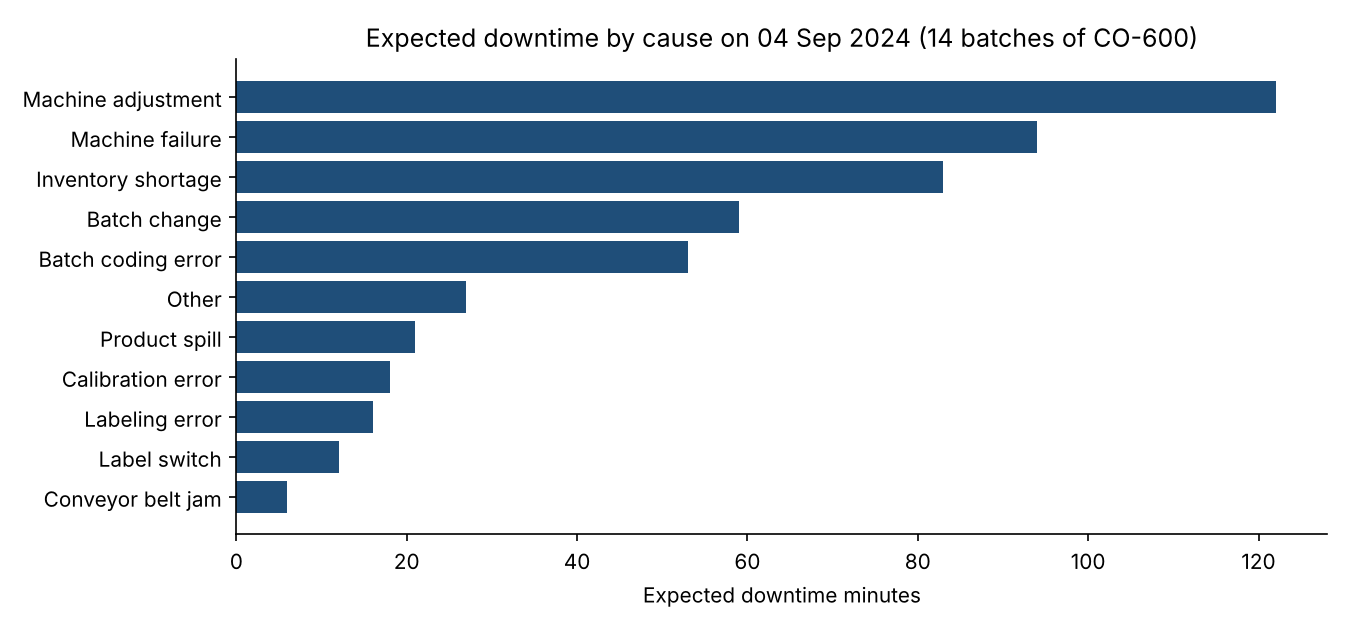 Expected downtime by cause on 04 Sep 2024 (14 batches of CO-600)
Machine adjustment
Machine failure
Inventory shortage
Batch change
Batch coding error
Other
Product spill
Calibration error
Labeling error
Label switch
Conveyor belt jam
0 20 40 60 80 100 120
Expected downtime minutes